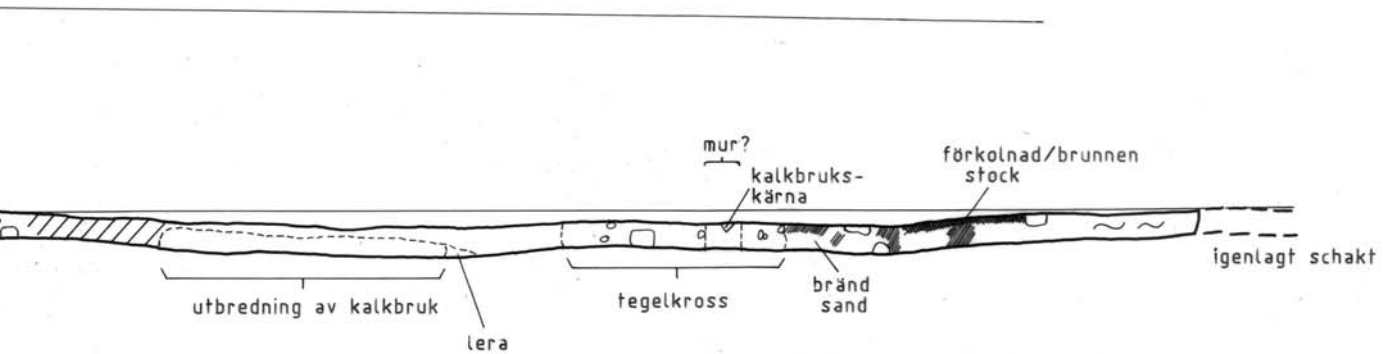 mur?
kalkbruks-
kärna
förkolnad/brunnen
stock
igenlagt schakt
utbredning av kalkbruk
tegelkross
bränd
sand
lera